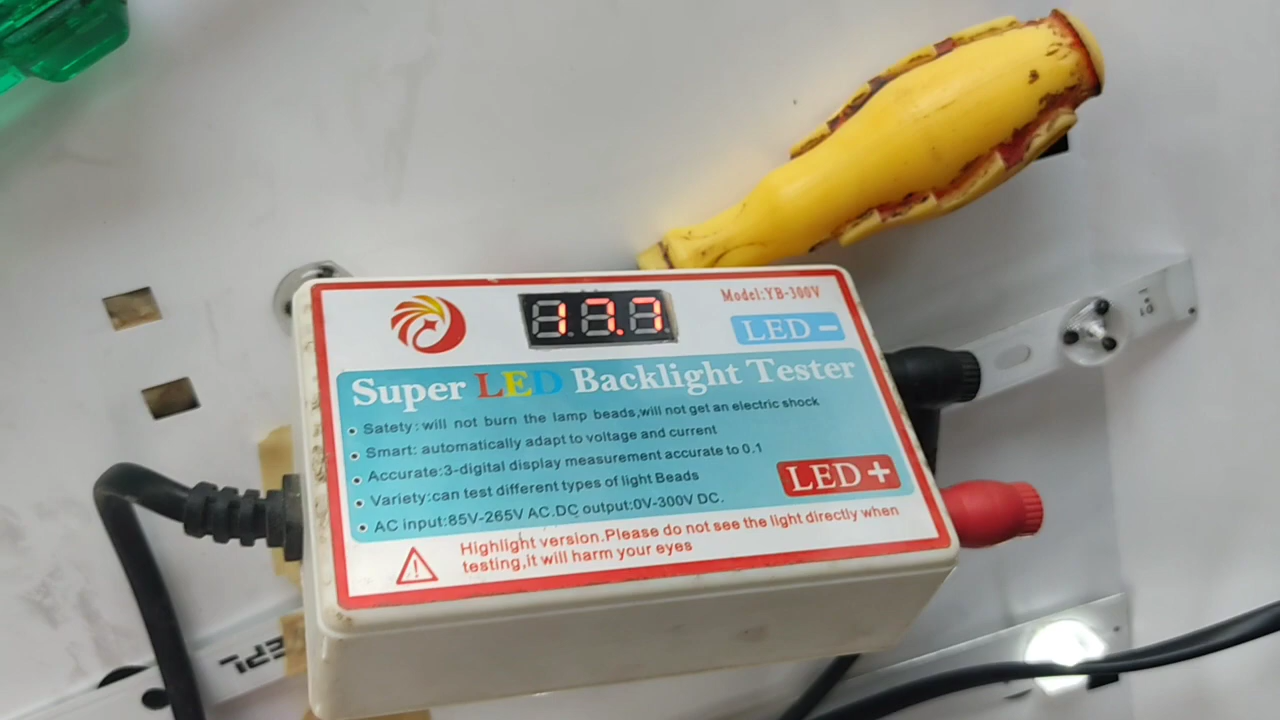 17.7
Model:YB-300V
LED -
Super LED Backlight Tester
• Satety:will not burn the lamp beads,will not get an electric shock
• Smart: automatically adapt to voltage and current
• Accurate:3-digital display measurement accurate to 0.1
• Variety:can test different types of light Beads
• AC input:85V-265V AC.DC output:0V-300V DC.
LED +
Highlight version.Please do not see the light directly when
testing,it will harm your eyes